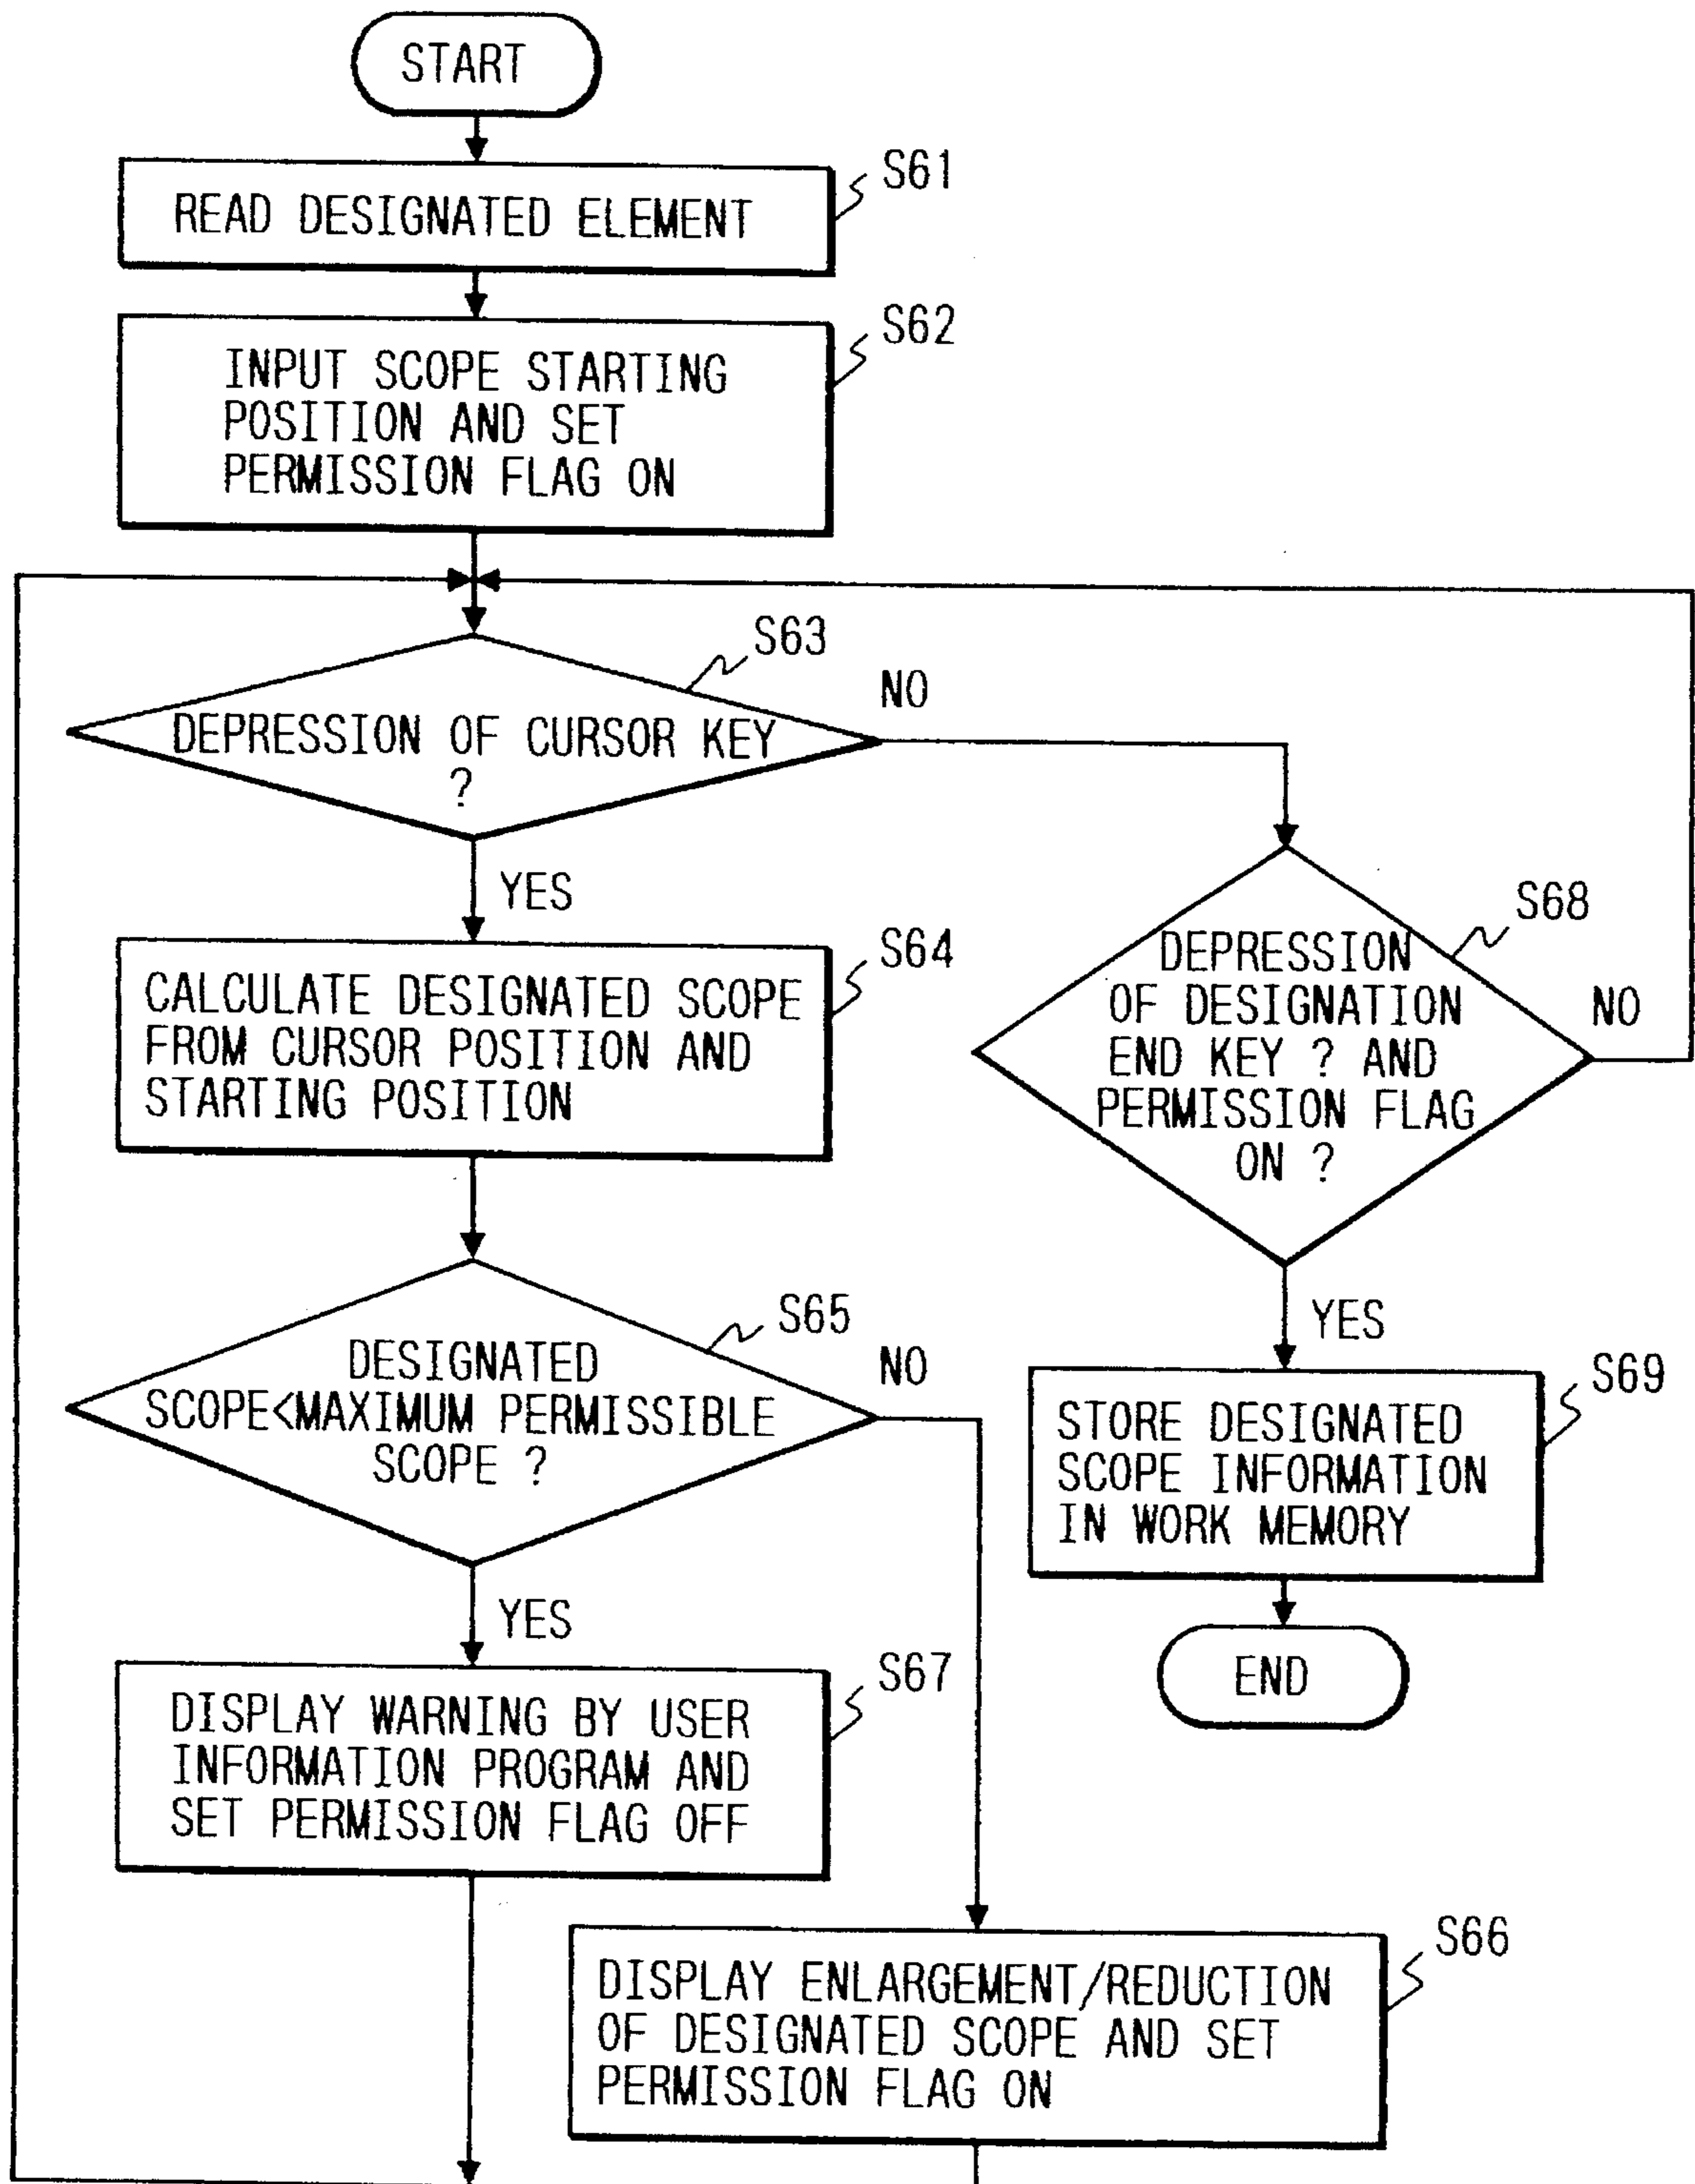 START
S61
READ DESIGNATED ELEMENT
S62
INPUT SCOPE STARTING
POSITION AND SET
PERMISSION FLAG ON
S63
NO
DEPRESSION OF CURSOR KEY
?
YES
S64
CALCULATE DESIGNATED SCOPE
FROM CURSOR POSITION AND
STARTING POSITION
S68
DEPRESSION
OF DESIGNATION
END KEY ? AND
PERMISSION FLAG
ON ?
NO
YES
S65
NO
DESIGNATED
SCOPE<MAXIMUM PERMISSIBLE
SCOPE ?
YES
S69
STORE DESIGNATED
SCOPE INFORMATION
IN WORK MEMORY
END
S67
DISPLAY WARNING BY USER
INFORMATION PROGRAM AND
SET PERMISSION FLAG OFF
S66
DISPLAY ENLARGEMENT/REDUCTION
OF DESIGNATED SCOPE AND SET
PERMISSION FLAG ON